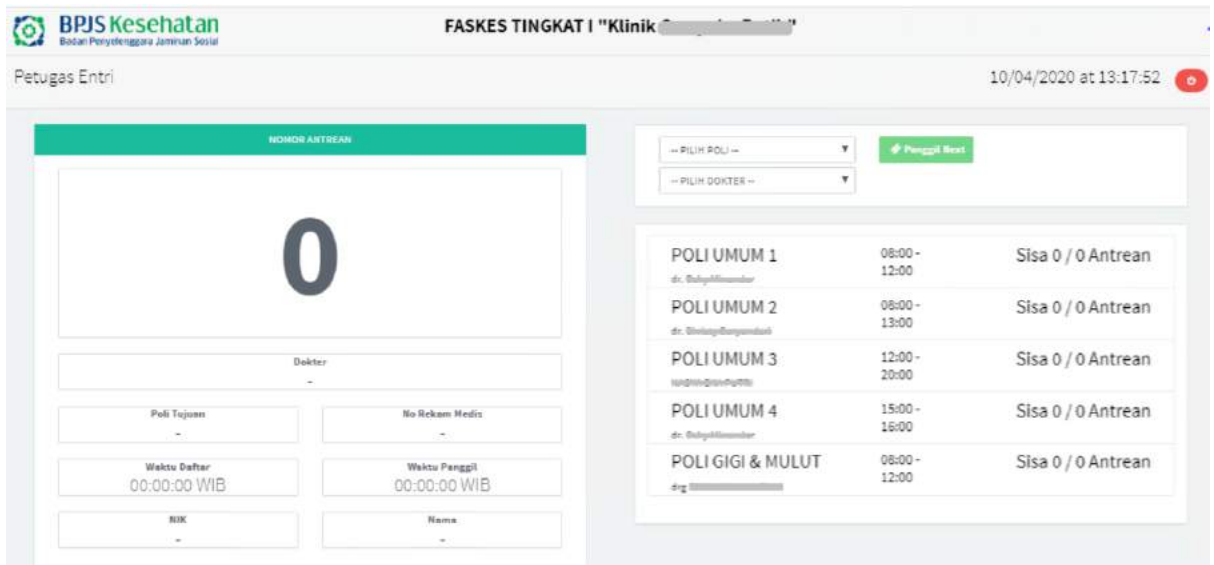 BPJS Kesehatan
Badan Penyelenggara Jaminan Sosial
FASKES TINGKAT I "Klinik
Petugas Entri
10/04/2020 at 13:17:52
NOMOR ANTREAN
0
Dokter
-
Poli Tujuan
-
No Rekam Medis
-
Waktu Daftar
00:00:00 WIB
Waktu Panggil
00:00:00 WIB
NIK
-
Nama
-
-- PILIH POLI --
Panggil Next
-- PILIH DOKTER --
POLI UMUM 1
dr.
08:00 -
12:00
Sisa 0 / 0 Antrean
POLI UMUM 2
dr.
08:00 -
13:00
Sisa 0 / 0 Antrean
POLI UMUM 3
12:00 -
20:00
Sisa 0 / 0 Antrean
POLI UMUM 4
dr.
15:00 -
16:00
Sisa 0 / 0 Antrean
POLI GIGI & MULUT
drg
08:00 -
12:00
Sisa 0 / 0 Antrean